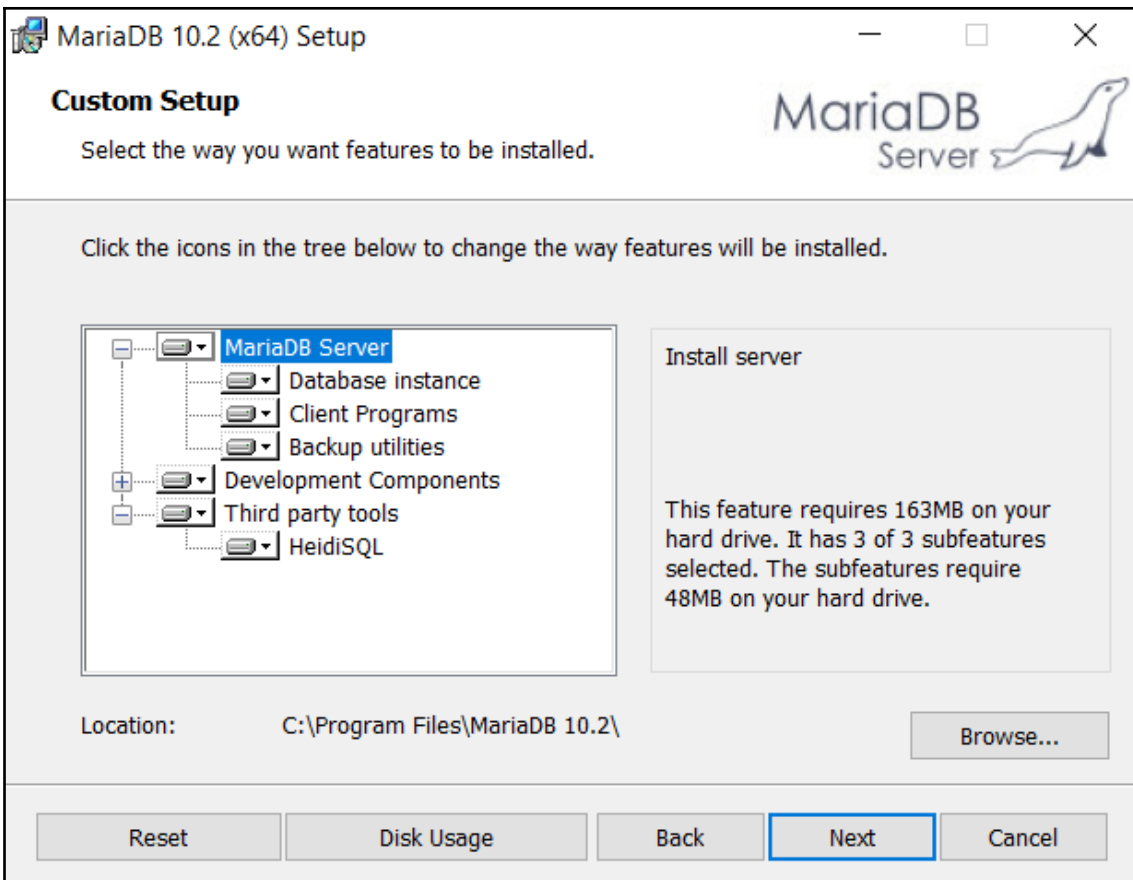 MariaDB 10.2 (x64) Setup
Custom Setup
Select the way you want features to be installed.
MariaDB
Server
Click the icons in the tree below to change the way features will be installed.
MariaDB Server
Database instance
Client Programs
Backup utilities
Development Components
Third party tools
HeidiSQL
Install server
This feature requires 163MB on your
hard drive. It has 3 of 3 subfeatures
selected. The subfeatures require
48MB on your hard drive.
Location: C:\Program Files\MariaDB 10.2\
Browse...
Reset Disk Usage Back Next Cancel